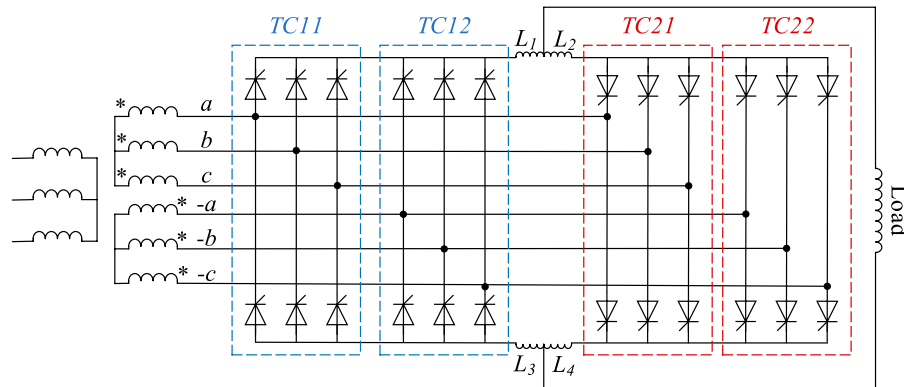 TC11
TC12
L1 L2
TC21
TC22
* a
* b
* c
* -a
* -b
* -c
Load
L3 L4